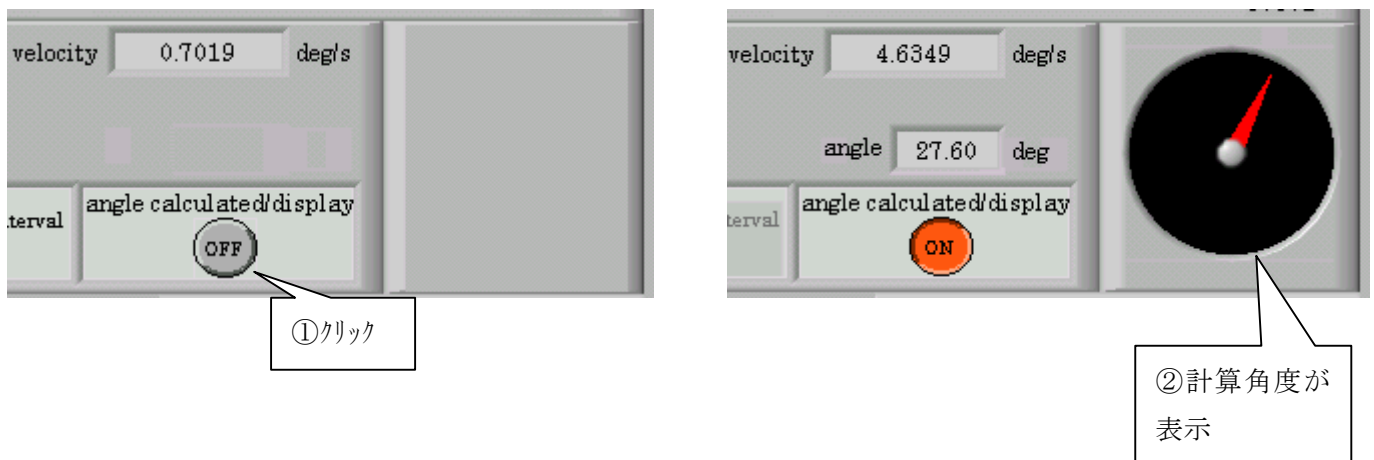 velocity 0.7019 deg/s
terval
angle calculated/display
OFF
①ｸﾘｯｸ
velocity 4.6349 deg/s
angle 27.60 deg
terval
angle calculated/display
ON
②計算角度が
表示